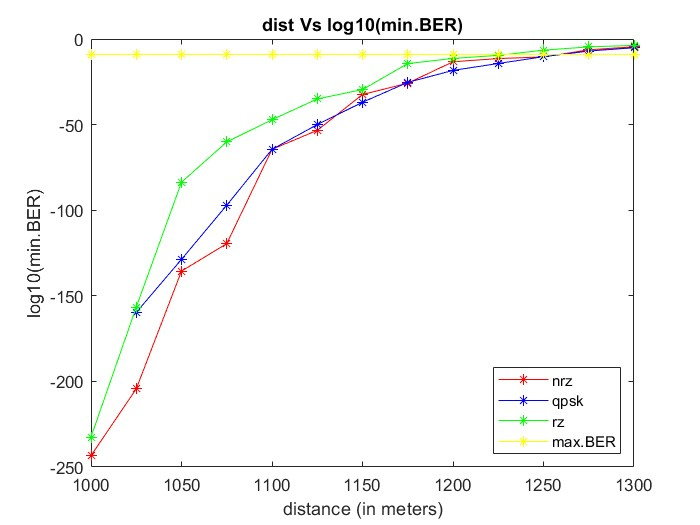 dist Vs log10(min.BER)
0
-50
-100
-150
-200
-250
log10(min.BER)
nrz
qpsk
rz
max.BER
1000 1050 1100 1150 1200 1250 1300
distance (in meters)